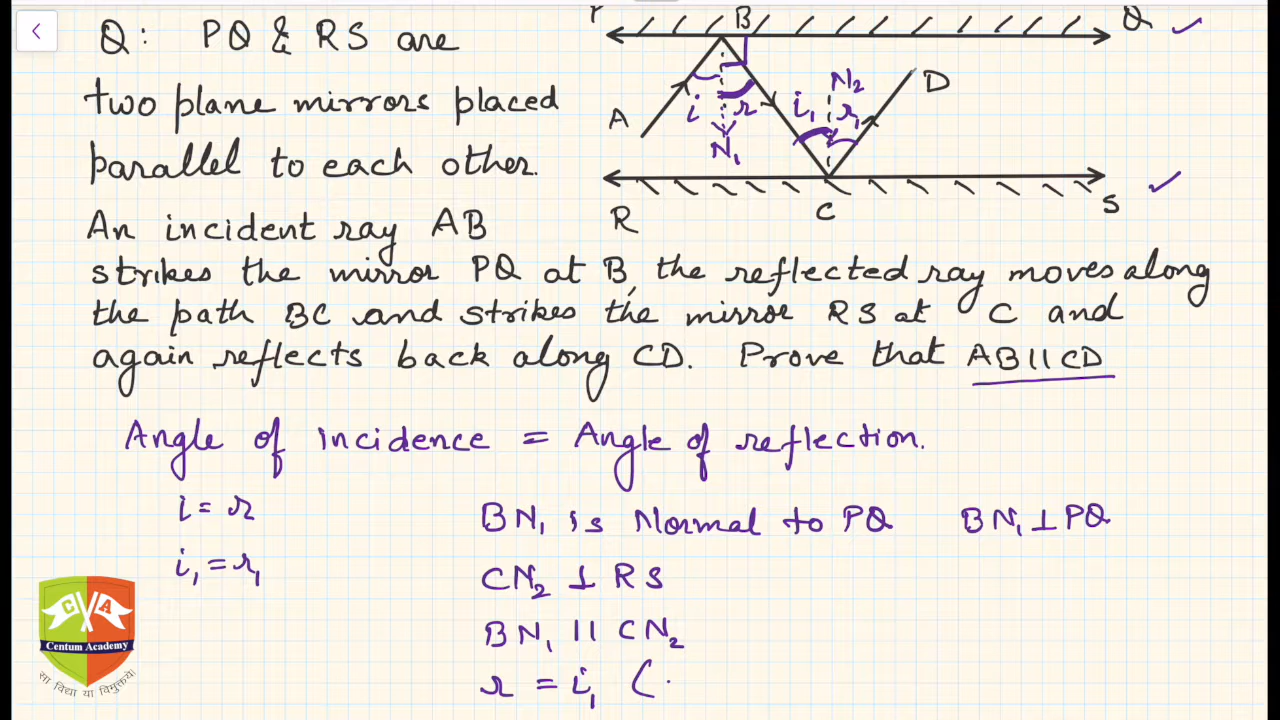 Q: PQ & RS are
two plane mirrors placed
parallel to each other.
An incident ray AB
strikes the mirror PQ at B, the reflected ray moves along
the path BC and strikes the mirror RS at C and
again reflects back along CD. Prove that AB || CD
P B Q
A i r i₁ N₂ r₁ D
N₁
R C S
Angle of incidence = Angle of reflection.
i = r
i₁ = r₁
BN₁ is Normal to PQ BN₁ ⊥ PQ
CN₂ ⊥ RS
BN₁ || CN₂
r = i₁ (.
C A
Centum Academy
सा विद्या या विमुक्तये।